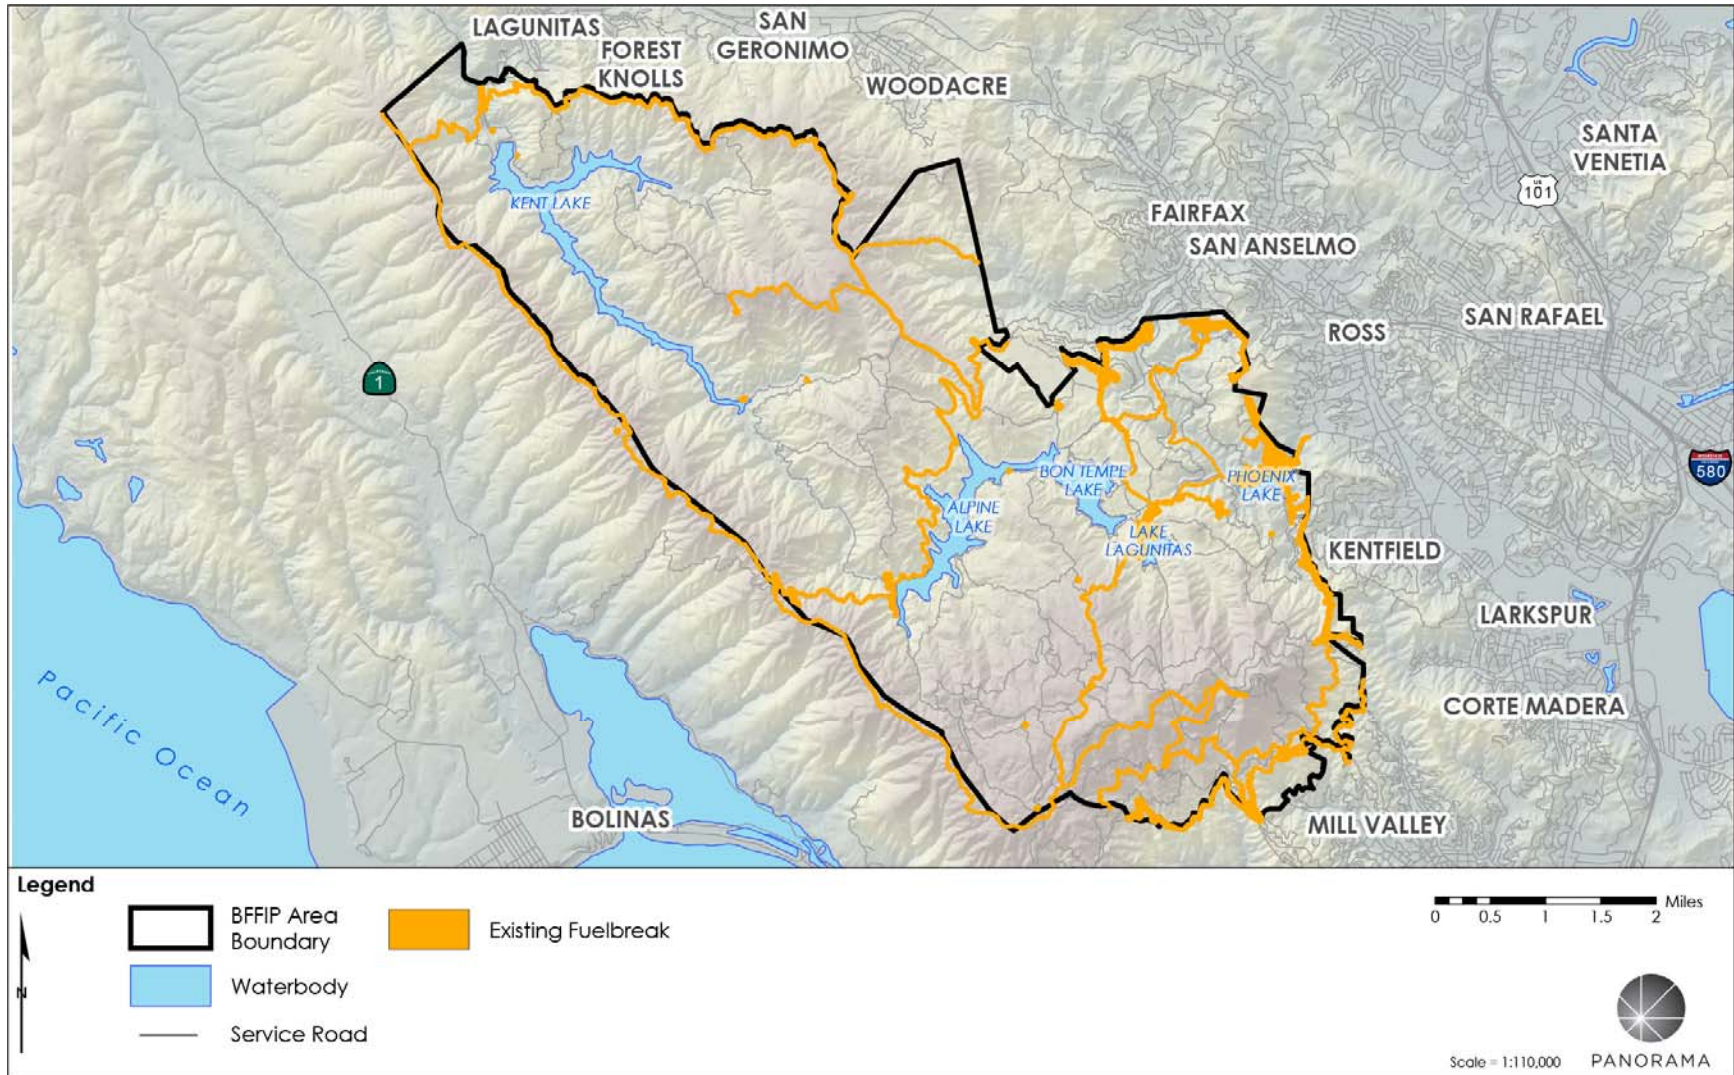 LAGUNITAS
SAN
GERONIMO
FOREST
KNOLLS
WOODACRE
SANTA
VENETIA
US
101
KENT LAKE
FAIRFAX
SAN ANSELMO
SAN RAFAEL
ROSS
CALIFORNIA
1
BON TEMPE
LAKE
PHOENIX
LAKE
INTERSTATE
580
ALPINE
LAKE
LAKE
LAGUNITAS
KENTFIELD
LARKSPUR
CORTE MADERA
Pacific Ocean
BOLINAS
MILL VALLEY
Legend
N
BFFIP Area
Boundary
Existing Fuelbreak
Waterbody
Service Road
Miles
0 0.5 1 1.5 2
Scale = 1:110,000
PANORAMA